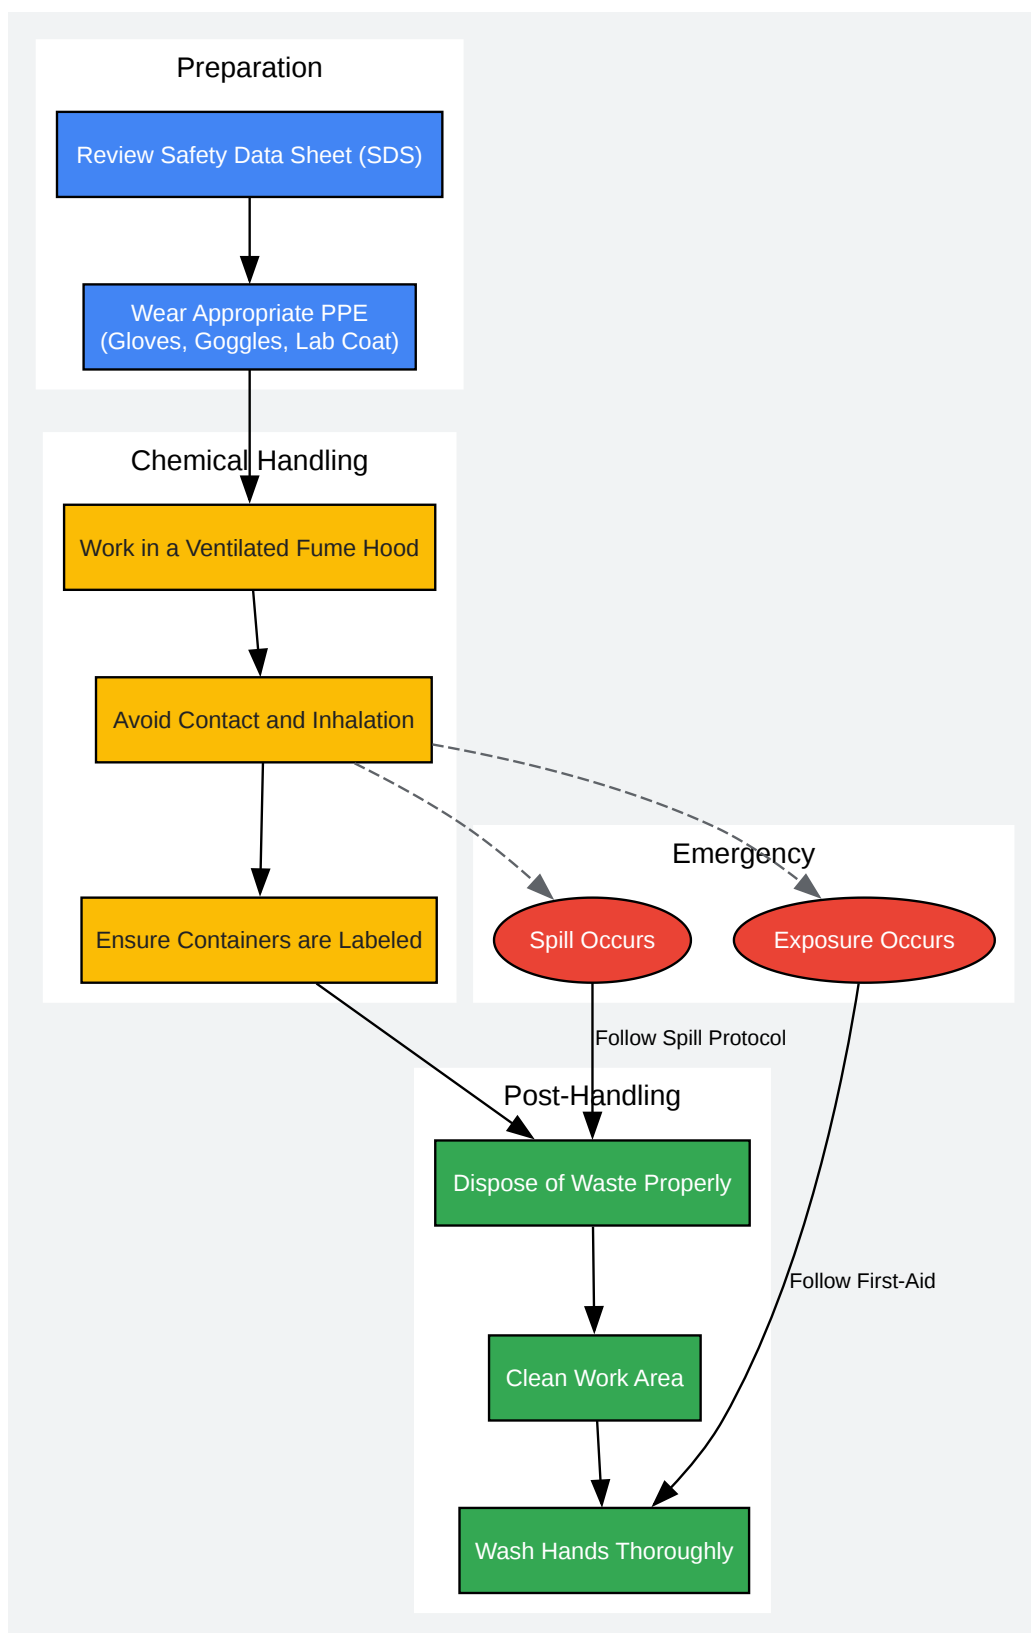 Preparation
Review Safety Data Sheet (SDS)
Wear Appropriate PPE
(Gloves, Goggles, Lab Coat)
Chemical Handling
Work in a Ventilated Fume Hood
Avoid Contact and Inhalation
Ensure Containers are Labeled
Emergency
Spill Occurs
Exposure Occurs
Follow Spill Protocol
Post-Handling
Dispose of Waste Properly
Follow First-Aid
Clean Work Area
Wash Hands Thoroughly